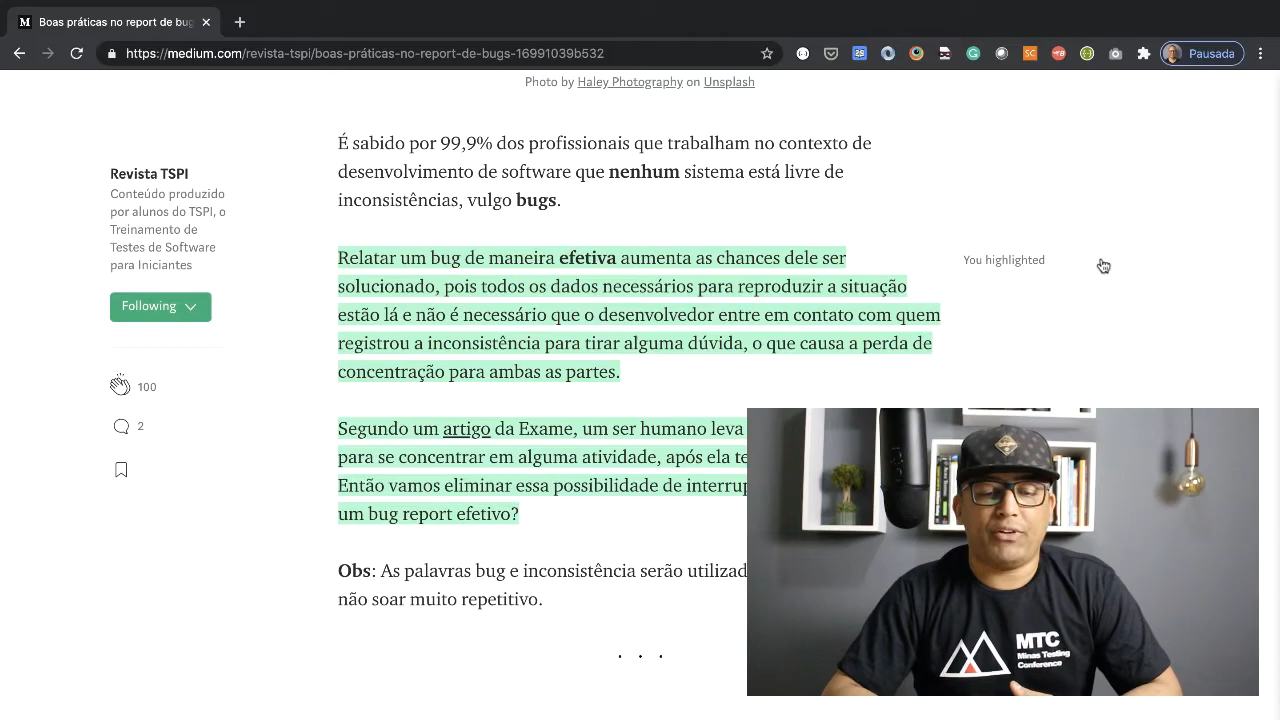 Boas práticas no report de bug
https://medium.com/revista-tspi/boas-práticas-no-report-de-bugs-16991039b532
Pausada
Photo by Haley Photography on Unsplash
É sabido por 99,9% dos profissionais que trabalham no contexto de
desenvolvimento de software que nenhum sistema está livre de
inconsistências, vulgo bugs.
Revista TSPI
Conteúdo produzido
por alunos do TSPI, o
Treinamento de
Testes de Software
para Iniciantes
Following
100
2
Relatar um bug de maneira efetiva aumenta as chances dele ser
solucionado, pois todos os dados necessários para reproduzir a situação
estão lá e não é necessário que o desenvolvedor entre em contato com quem
registrou a inconsistência para tirar alguma dúvida, o que causa a perda de
concentração para ambas as partes.
You highlighted
Segundo um artigo da Exame, um ser humano leva
para se concentrar em alguma atividade, após ela te
Então vamos eliminar essa possibilidade de interrup
um bug report efetivo?
Obs: As palavras bug e inconsistência serão utilizad
não soar muito repetitivo.
. . .
MTC
Minas Testing
Conference